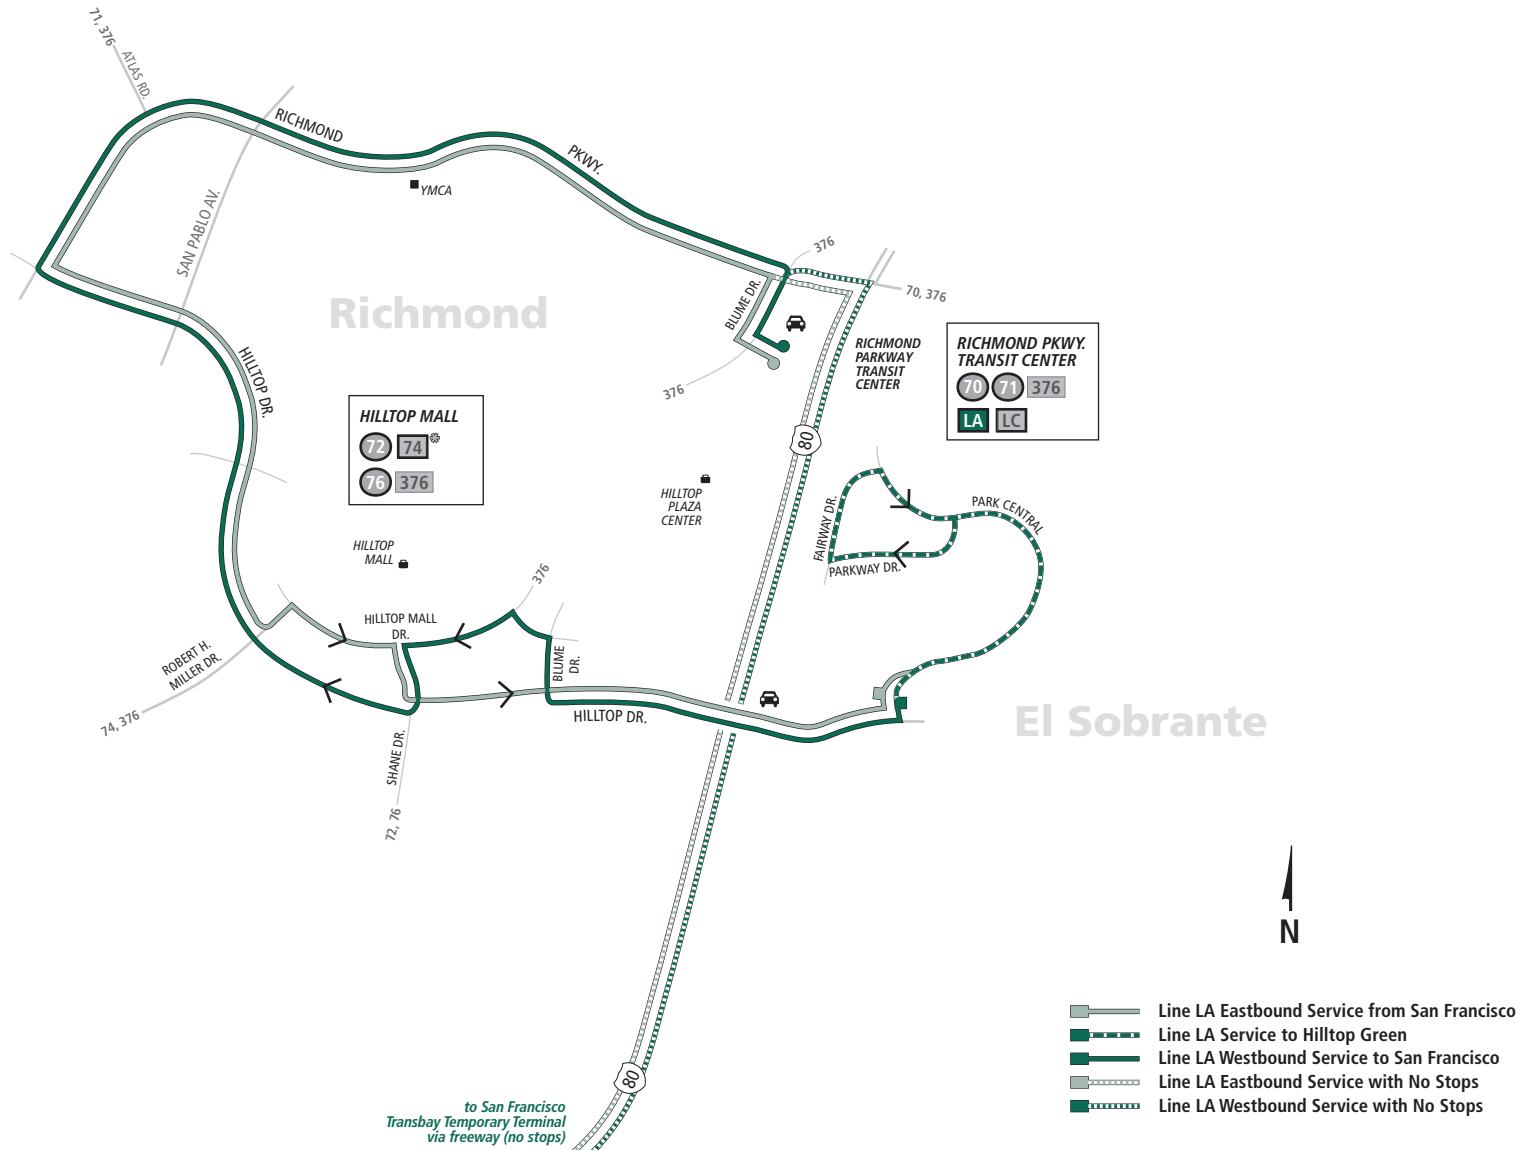 71, 376
ATLAS RD.
RICHMOND
PKWY.
YMCA
SAN PABLO AV.
376
70, 376
BLUME DR.
Richmond
RICHMOND
PARKWAY
TRANSIT
CENTER
RICHMOND PKWY.
TRANSIT CENTER
70 71 376
LA LC
376
HILLTOP DR.
HILLTOP MALL
72 74
76 376
80
HILLTOP
PLAZA
CENTER
FAIRWAY DR.
PARK CENTRAL
PARKWAY DR.
HILLTOP
MALL
376
HILLTOP MALL
DR.
ROBERT H.
MILLER DR.
BLUME
DR.
74, 376
HILLTOP DR.
El Sobrante
SHANE DR.
72, 76
N
Line LA Eastbound Service from San Francisco
Line LA Service to Hilltop Green
Line LA Westbound Service to San Francisco
Line LA Eastbound Service with No Stops
Line LA Westbound Service with No Stops
80
to San Francisco
Transbay Temporary Terminal
via freeway (no stops)